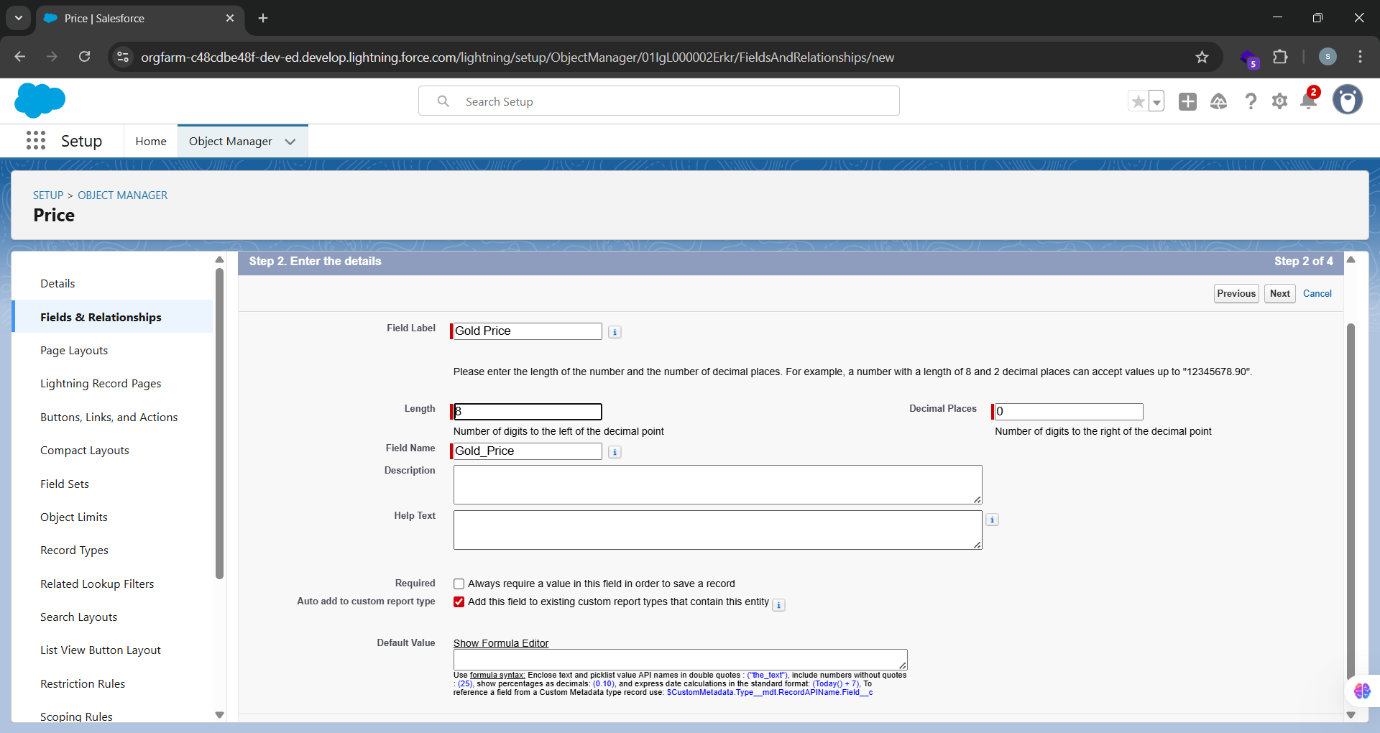 Price | Salesforce
orgfarm-c48cdbe48f-dev-ed.develop.lightning.force.com/lightning/setup/ObjectManager/01IgL000002Erkr/FieldsAndRelationships/new
5
S
Search Setup
2
Setup
Home
Object Manager
SETUP > OBJECT MANAGER
Price
Details
Fields & Relationships
Page Layouts
Lightning Record Pages
Buttons, Links, and Actions
Compact Layouts
Field Sets
Object Limits
Record Types
Related Lookup Filters
Search Layouts
List View Button Layout
Restriction Rules
Scoping Rules
Step 2. Enter the details
Step 2 of 4
Previous
Next
Cancel
Field Label
Gold Price
i
Please enter the length of the number and the number of decimal places. For example, a number with a length of 8 and 2 decimal places can accept values up to "12345678.90".
Length
8
Decimal Places
0
Number of digits to the left of the decimal point
Number of digits to the right of the decimal point
Field Name
Gold_Price
i
Description
Help Text
i
Required
Always require a value in this field in order to save a record
Auto add to custom report type
Add this field to existing custom report types that contain this entity
i
Default Value
Show Formula Editor
Use formula syntax: Enclose text and picklist value API names in double quotes : ("the_text"), include numbers without quotes
: (25), show percentages as decimals: (0.10), and express date calculations in the standard format: (Today() + 7), To
reference a field from a Custom Metadata type record use: $CustomMetadata.Type__mdt.RecordAPIName.Field__c